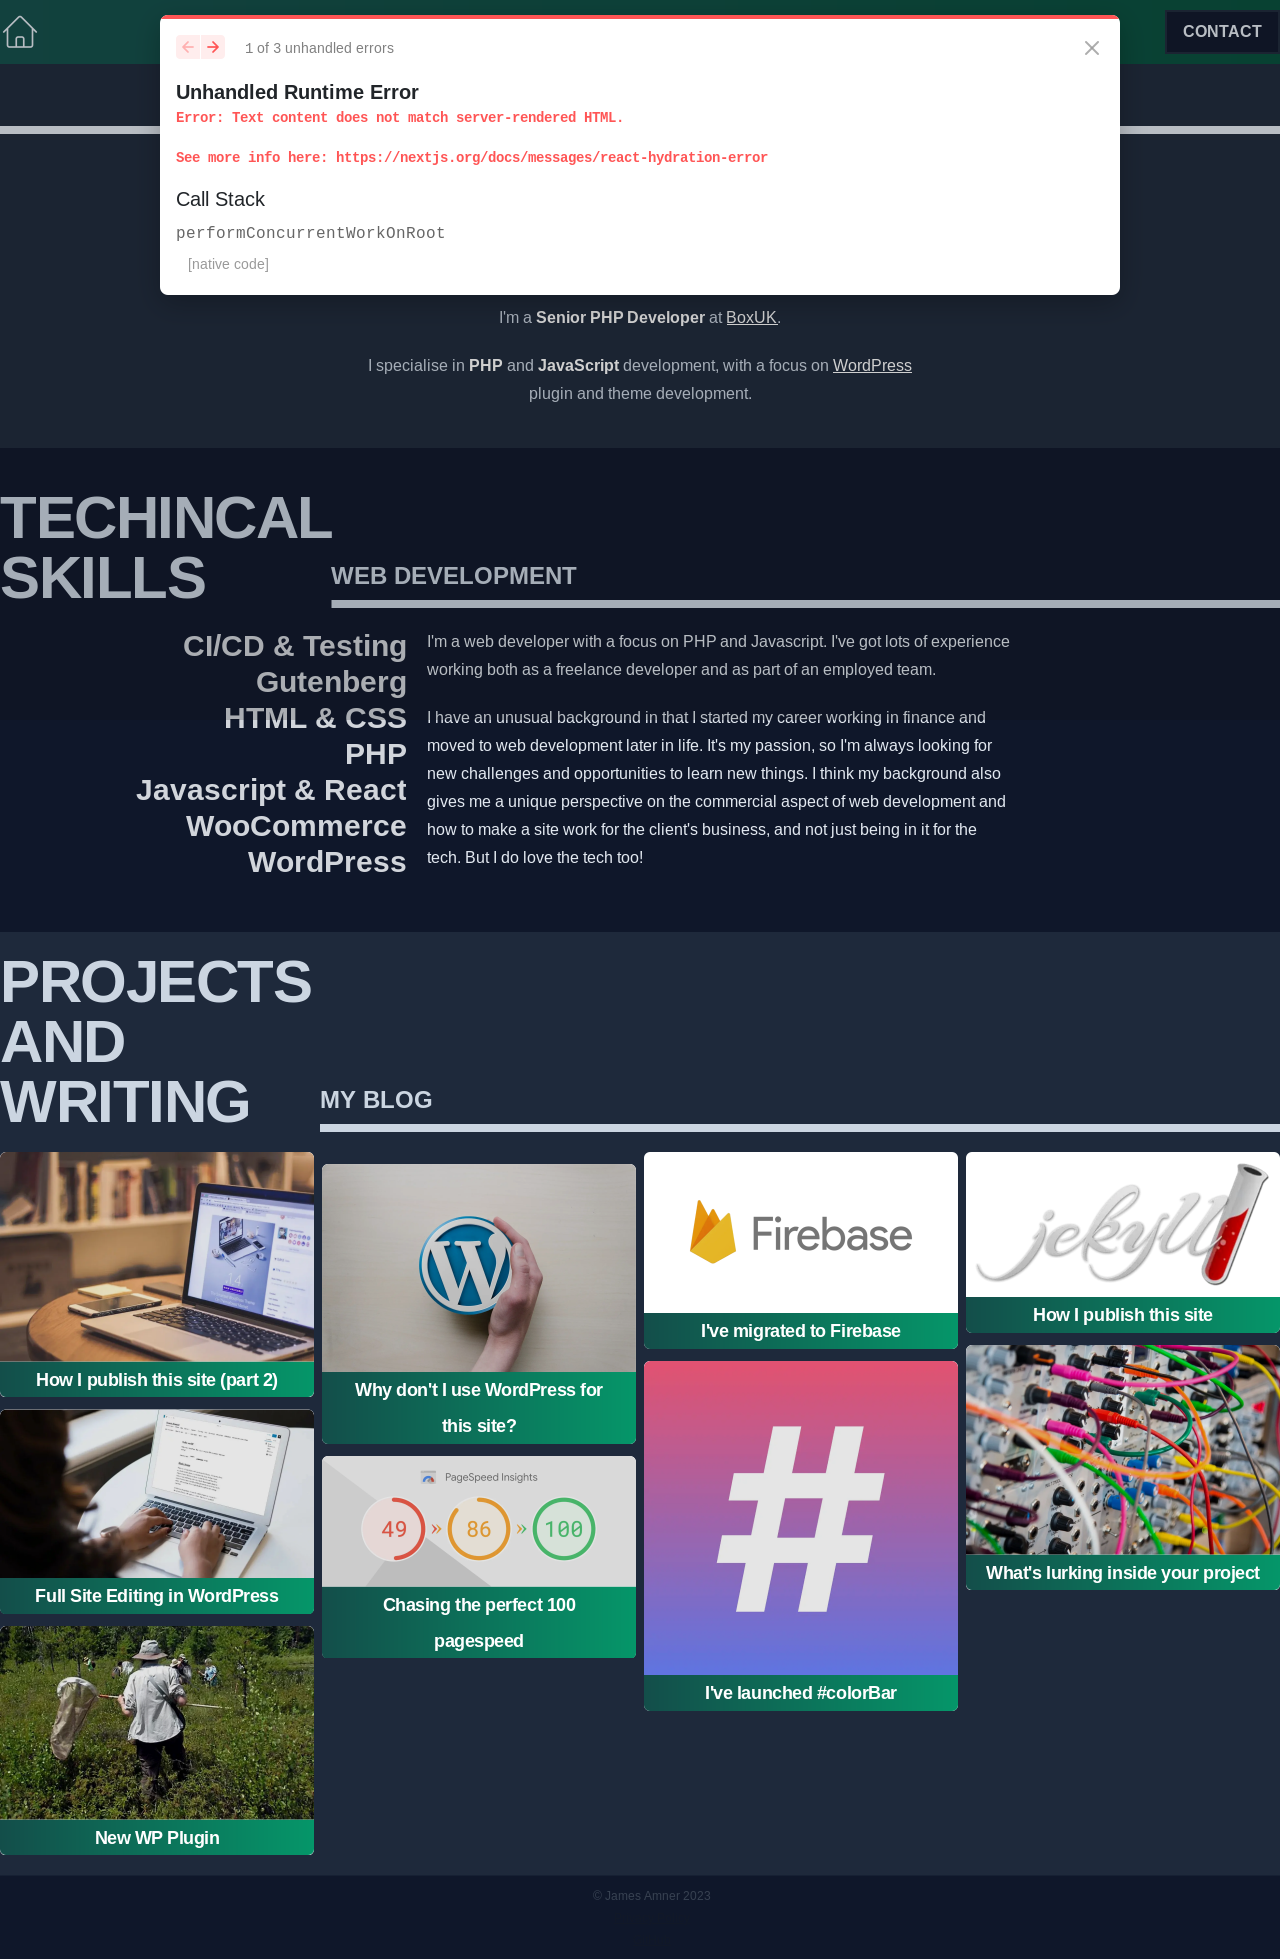 CONTACT
1 of 3 unhandled errors
Unhandled Runtime Error
Error: Text content does not match server-rendered HTML.
See more info here: https://nextjs.org/docs/messages/react-hydration-error
Call Stack
performConcurrentWorkOnRoot
[native code]
I'm a Senior PHP Developer at BoxUK.
I specialise in PHP and JavaScript development, with a focus on WordPress
plugin and theme development.
TECHINCAL
SKILLS
WEB DEVELOPMENT
CI/CD & Testing
Gutenberg
HTML & CSS
PHP
Javascript & React
WooCommerce
WordPress
I'm a web developer with a focus on PHP and Javascript. I've got lots of experience
working both as a freelance developer and as part of an employed team.
I have an unusual background in that I started my career working in finance and
moved to web development later in life. It's my passion, so I'm always looking for
new challenges and opportunities to learn new things. I think my background also
gives me a unique perspective on the commercial aspect of web development and
how to make a site work for the client's business, and not just being in it for the
tech. But I do love the tech too!
PROJECTS
AND
WRITING
MY BLOG
How I publish this site (part 2)
Full Site Editing in WordPress
New WP Plugin
Why don't I use WordPress for
this site?
PageSpeed Insights
49 » 86 » 100
Chasing the perfect 100
pagespeed
Firebase
I've migrated to Firebase
#
I've launched #colorBar
jekyll
How I publish this site
What's lurking inside your project
© James Amner 2023